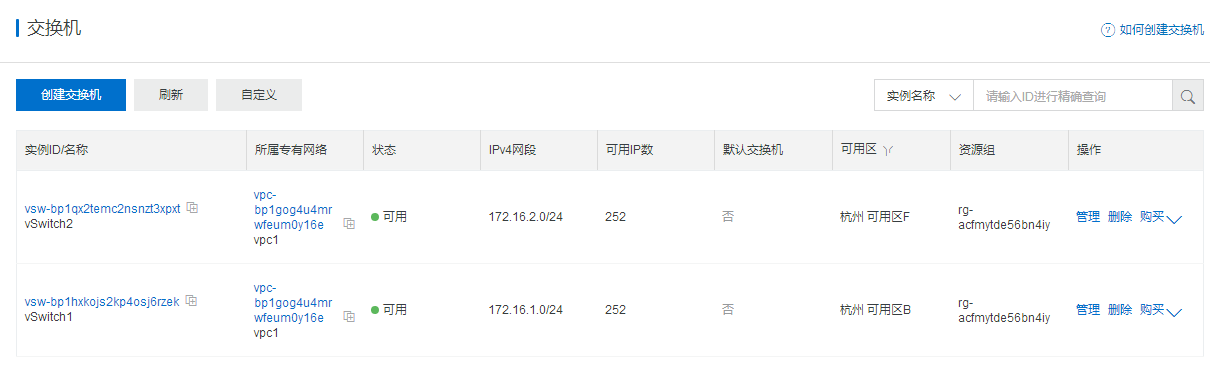 交换机
如何创建交换机
创建交换机 刷新 自定义 实例名称 请输入ID进行精确查询
实例ID/名称 所属专有网络 状态 IPv4网段 可用IP数 默认交换机 可用区 资源组 操作
vsw-bp1qx2temc2nsnzt3xpxt
vSwitch2
vpc-
bp1gog4u4mr
wfeum0y16e
vpc1
可用
172.16.2.0/24
252
否
杭州 可用区F
rg-
acfmytde56bn4iy
管理 删除 购买
vsw-bp1hxkojs2kp4osj6rzek
vSwitch1
vpc-
bp1gog4u4mr
wfeum0y16e
vpc1
可用
172.16.1.0/24
252
否
杭州 可用区B
rg-
acfmytde56bn4iy
管理 删除 购买